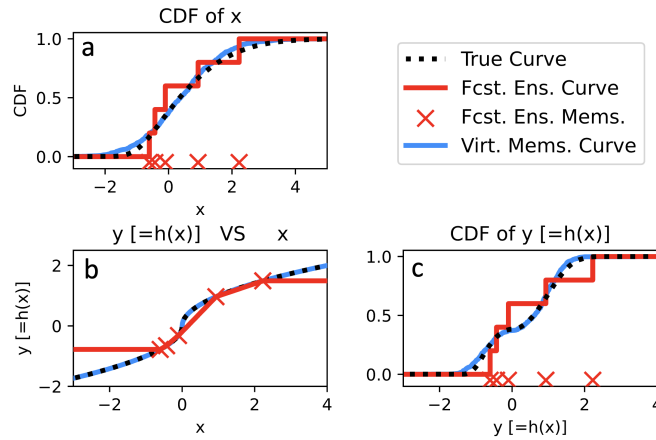 CDF of x
a
1.0
0.5
0.0
CDF
−2
0
2
4
x
True Curve
Fcst. Ens. Curve
Fcst. Ens. Mems.
Virt. Mems. Curve
y [=h(x)] VS x
b
2
0
−2
y [=h(x)]
−2
0
2
4
x
CDF of y [=h(x)]
c
1.0
0.5
0.0
−2
0
2
4
y [=h(x)]